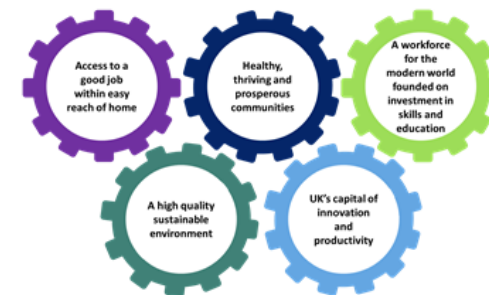 Access to a
good job
within easy
reach of home
Healthy,
thriving and
prosperous
communities
A workforce
for the
modern world
founded on
investment in
skills and
education
A high quality
sustainable
environment
UK's capital of
innovation
and
productivity